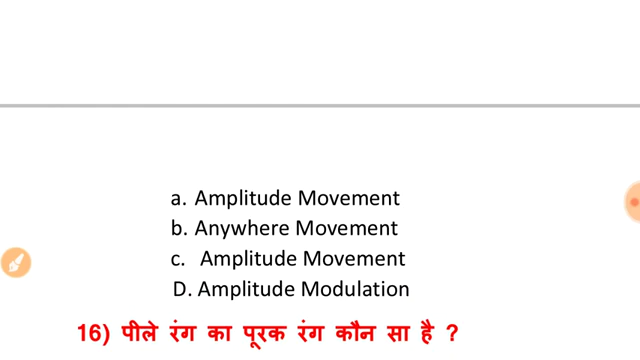 a. Amplitude Movement
b. Anywhere Movement
c. Amplitude Movement
D. Amplitude Modulation
16) पीले रंग का पूरक रंग कौन सा है ?